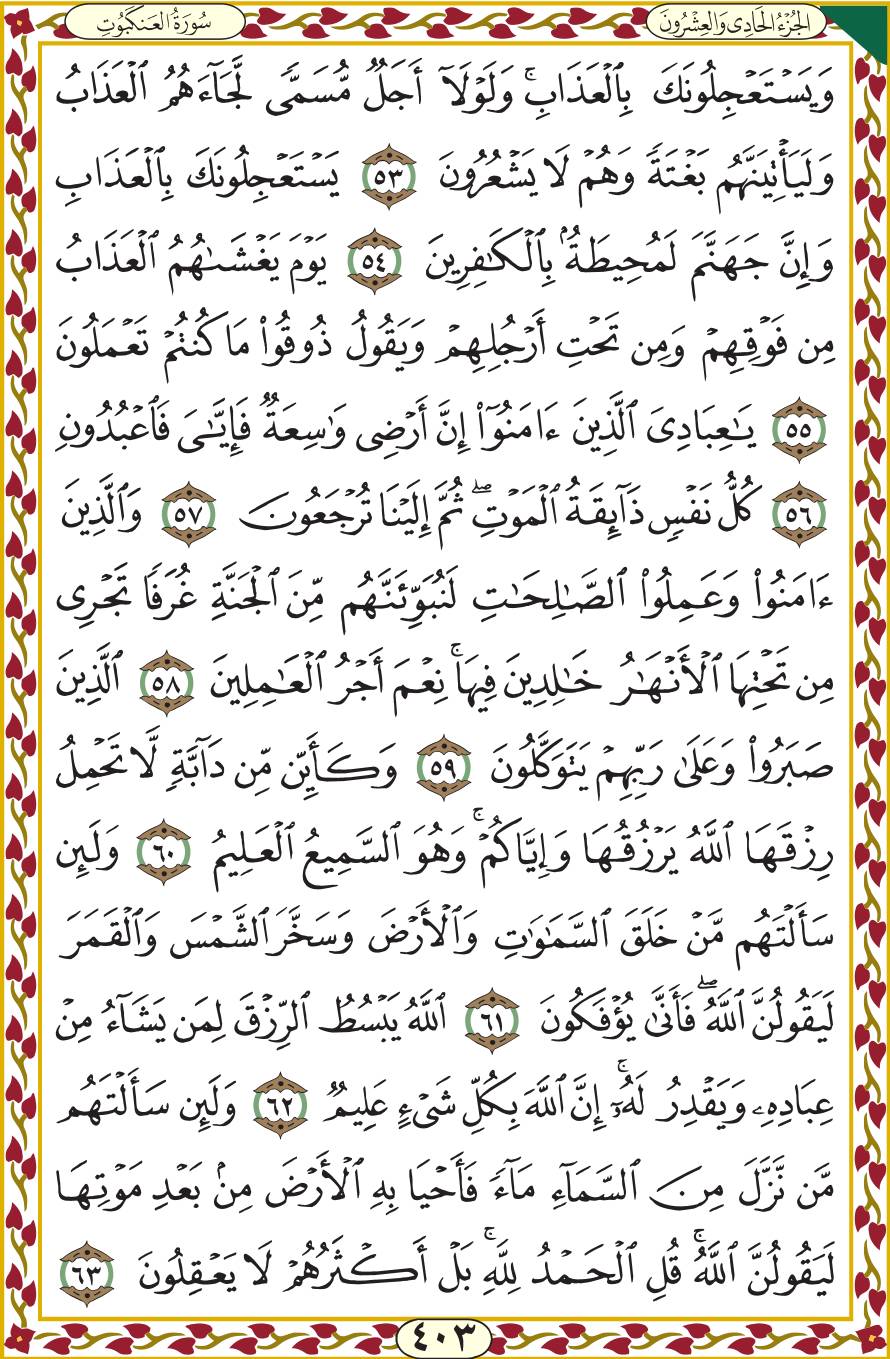 الجُزْءُ الحَادِي وَالعِشْرُونَ
سُورَةُ العَنكَبُوتِ
وَيَسۡتَعۡجِلُونَكَ بِٱلۡعَذَابِ ۚ وَلَوۡلَآ أَجَلٌ مُّسَمًّى لَّجَآءَهُمُ ٱلۡعَذَابُ
وَلَيَأۡتِيَنَّهُم بَغۡتَةً وَهُمۡ لَا يَشۡعُرُونَ ٥٣ يَسۡتَعۡجِلُونَكَ بِٱلۡعَذَابِ
وَإِنَّ جَهَنَّمَ لَمُحِيطَةُۢ بِٱلۡكَٰفِرِينَ ٥٤ يَوۡمَ يَغۡشَىٰهُمُ ٱلۡعَذَابُ
مِن فَوۡقِهِمۡ وَمِن تَحۡتِ أَرۡجُلِهِمۡ وَيَقُولُ ذُوقُواْ مَا كُنتُمۡ تَعۡمَلُونَ
٥٥ يَٰعِبَادِيَ ٱلَّذِينَ ءَامَنُوٓاْ إِنَّ أَرۡضِي وَٰسِعَةٌ فَإِيَّٰيَ فَٱعۡبُدُونِ
٥٦ كُلُّ نَفۡسٍ ذَآئِقَةُ ٱلۡمَوۡتِ ۖ ثُمَّ إِلَيۡنَا تُرۡجَعُونَ ٥٧ وَٱلَّذِينَ
ءَامَنُواْ وَعَمِلُواْ ٱلصَّٰلِحَٰتِ لَنُبَوِّئَنَّهُم مِّنَ ٱلۡجَنَّةِ غُرَفًا تَجۡرِي
مِن تَحۡتِهَا ٱلۡأَنۡهَٰرُ خَٰلِدِينَ فِيهَا ۚ نِعۡمَ أَجۡرُ ٱلۡعَٰمِلِينَ ٥٨ ٱلَّذِينَ
صَبَرُواْ وَعَلَىٰ رَبِّهِمۡ يَتَوَكَّلُونَ ٥٩ وَكَأَيِّن مِّن دَآبَّةٍ لَّا تَحۡمِلُ
رِزۡقَهَا ٱللَّهُ يَرۡزُقُهَا وَإِيَّاكُمۡ ۚ وَهُوَ ٱلسَّمِيعُ ٱلۡعَلِيمُ ٦٠ وَلَئِن
سَأَلۡتَهُم مَّنۡ خَلَقَ ٱلسَّمَٰوَٰتِ وَٱلۡأَرۡضَ وَسَخَّرَ ٱلشَّمۡسَ وَٱلۡقَمَرَ
لَيَقُولُنَّ ٱللَّهُ ۖ فَأَنَّىٰ يُؤۡفَكُونَ ٦١ ٱللَّهُ يَبۡسُطُ ٱلرِّزۡقَ لِمَن يَشَآءُ مِنۡ
عِبَادِهِۦ وَيَقۡدِرُ لَهُۥٓ ۚ إِنَّ ٱللَّهَ بِكُلِّ شَيۡءٍ عَلِيمٌ ٦٢ وَلَئِن سَأَلۡتَهُم
مَّن نَّزَّلَ مِنَ ٱلسَّمَآءِ مَآءً فَأَحۡيَا بِهِ ٱلۡأَرۡضَ مِنۢ بَعۡدِ مَوۡتِهَا
لَيَقُولُنَّ ٱللَّهُ ۚ قُلِ ٱلۡحَمۡدُ لِلَّهِ ۚ بَلۡ أَكۡثَرُهُمۡ لَا يَعۡقِلُونَ ٦٣
٤٠٣